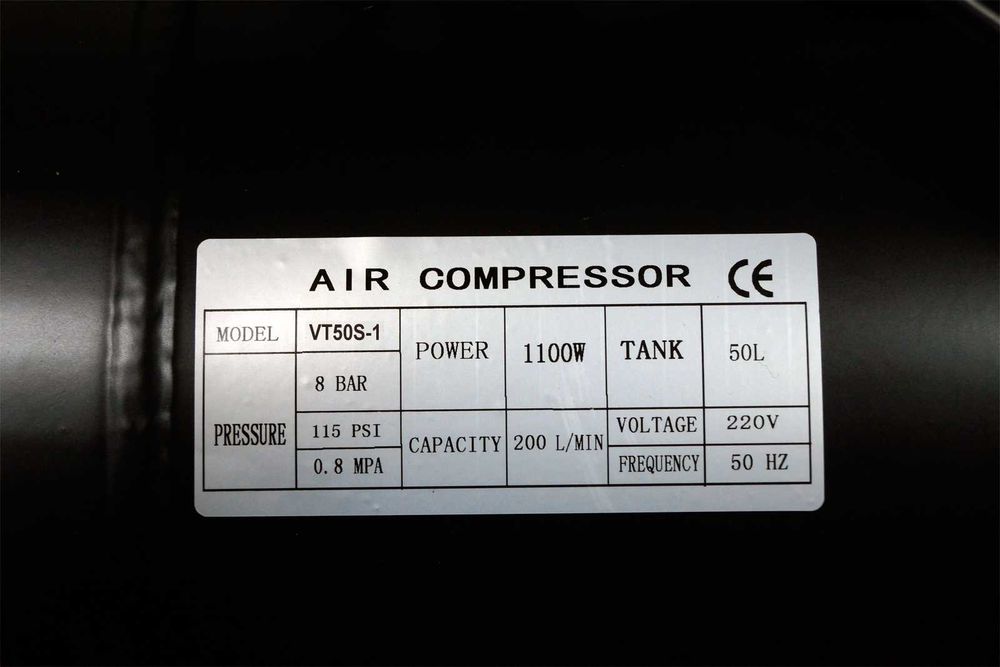 AIR COMPRESSOR CE
MODEL VT50S-1 POWER 1100W TANK 50L
PRESSURE 8 BAR
115 PSI CAPACITY 200 L/MIN VOLTAGE 220V
0.8 MPA FREQUENCY 50 HZ